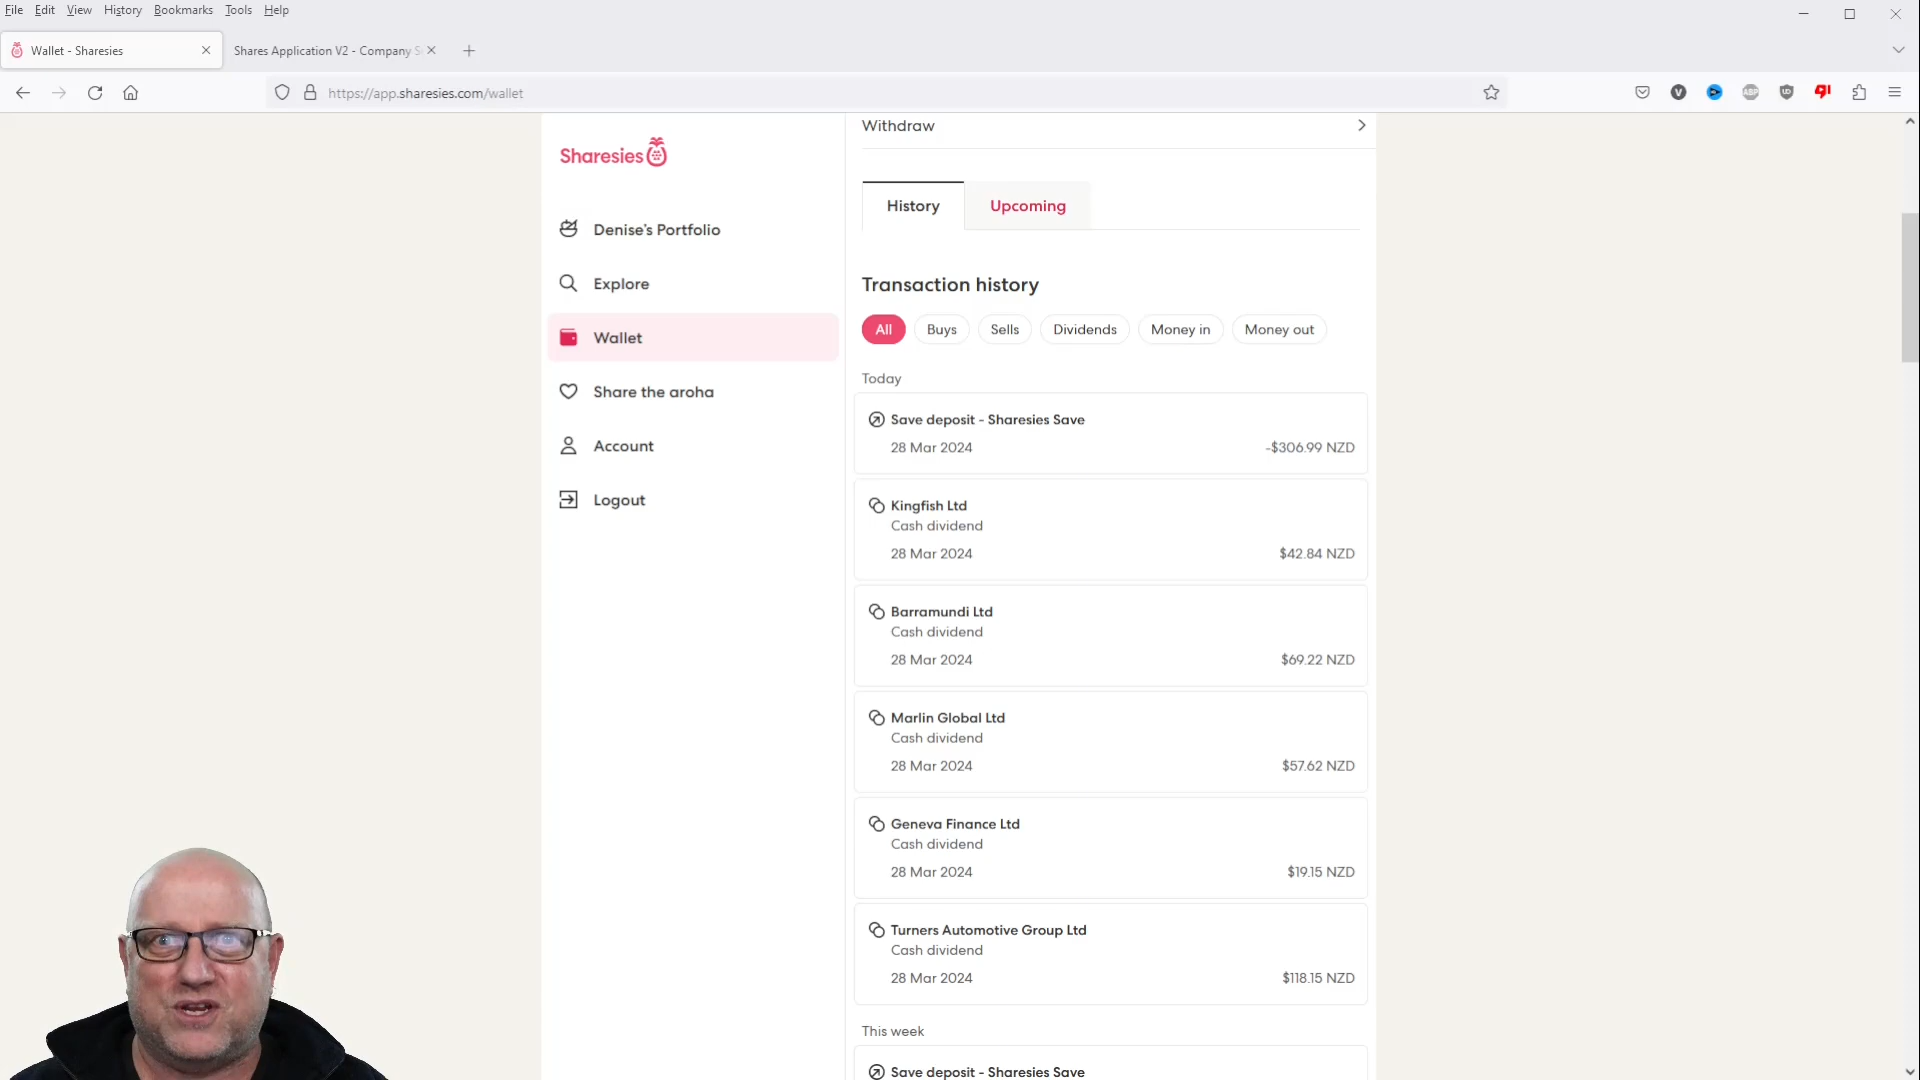 File Edit View History Bookmarks Tools Help
Wallet - Sharesies
Shares Application V2 - Company
https://app.sharesies.com/wallet
Sharesies
Denise's Portfolio
Explore
Wallet
Share the aroha
Account
Logout
Withdraw
History
Upcoming
Transaction history
All
Buys
Sells
Dividends
Money in
Money out
Today
Save deposit - Sharesies Save
28 Mar 2024 -$306.99 NZD
Kingfish Ltd
Cash dividend
28 Mar 2024 $42.84 NZD
Barramundi Ltd
Cash dividend
28 Mar 2024 $69.22 NZD
Marlin Global Ltd
Cash dividend
28 Mar 2024 $57.62 NZD
Geneva Finance Ltd
Cash dividend
28 Mar 2024 $19.15 NZD
Turners Automotive Group Ltd
Cash dividend
28 Mar 2024 $118.15 NZD
This week
Save deposit - Sharesies Save